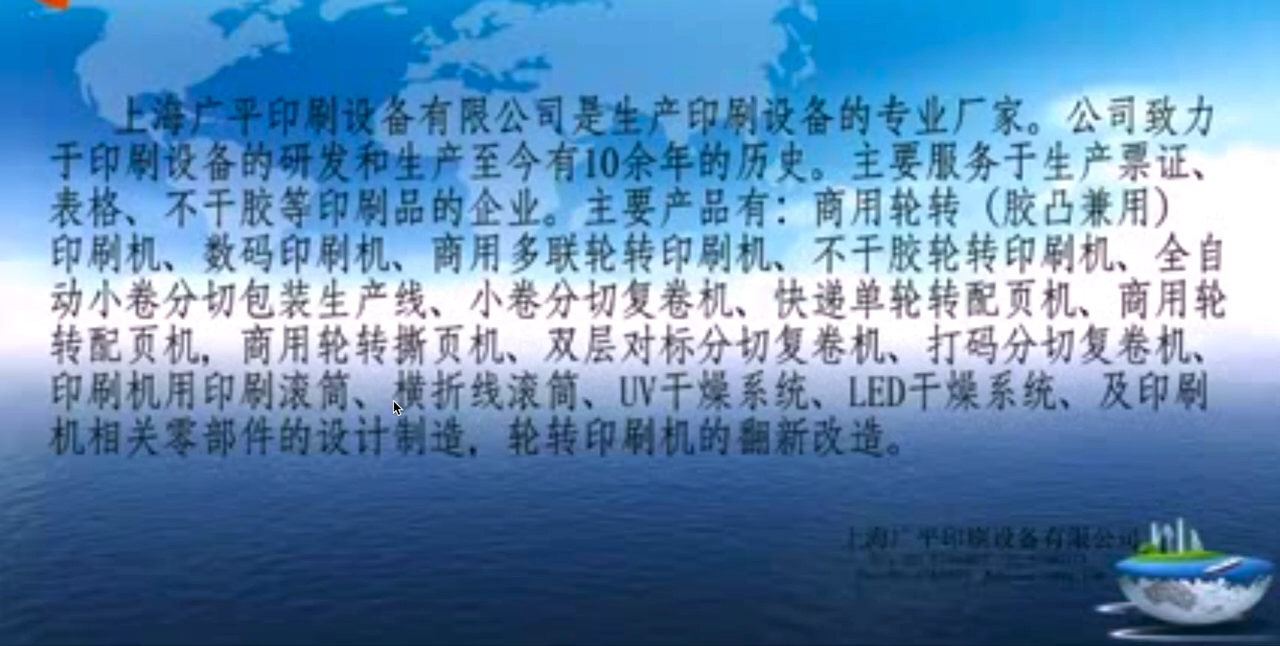 上海广平印刷设备有限公司是生产印刷设备的专业厂家。公司致力
于印刷设备的研发和生产至今有10余年的历史。主要服务于生产票证、
表格、不干胶等印刷品的企业。主要产品有：商用轮转（胶凸兼用）
印刷机、数码印刷机、商用多联轮转印刷机、不干胶轮转印刷机、全自
动小卷分切包装生产线、小卷分切复卷机、快递单轮转配页机、商用轮
转配页机，商用轮转撕页机、双层对标分切复卷机、打码分切复卷机、
印刷机用印刷滚筒、横折线滚筒、UV干燥系统、LED干燥系统、及印刷
机相关零部件的设计制造，轮转印刷机的翻新改造。
上海广平印刷设备有限公司